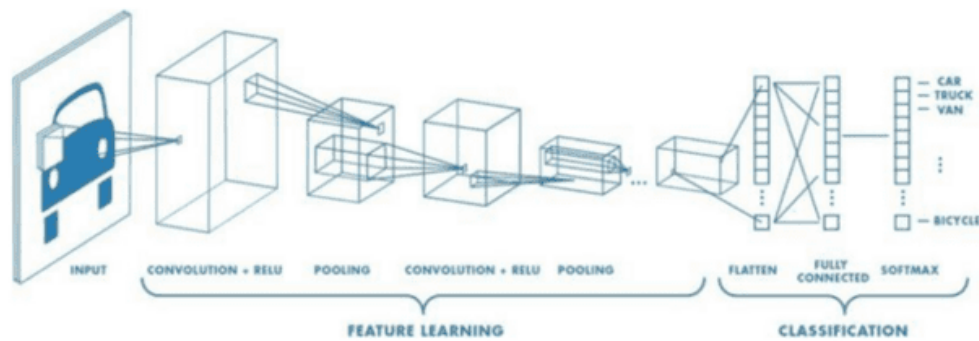 CAR
TRUCK
VAN
BICYCLE
INPUT
CONVOLUTION + RELU
POOLING
CONVOLUTION + RELU
POOLING
FLATTEN
FULLY
CONNECTED
SOFTMAX
FEATURE LEARNING
CLASSIFICATION